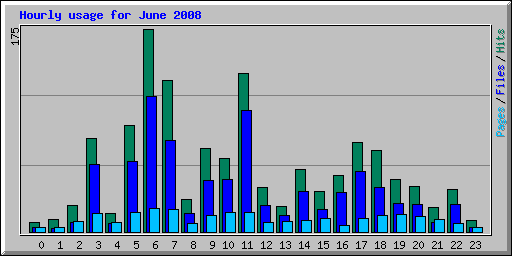 Hourly usage for June 2008
175
Pages / Files / Hits
0 1 2 3 4 5 6 7 8 9 10 11 12 13 14 15 16 17 18 19 20 21 22 23